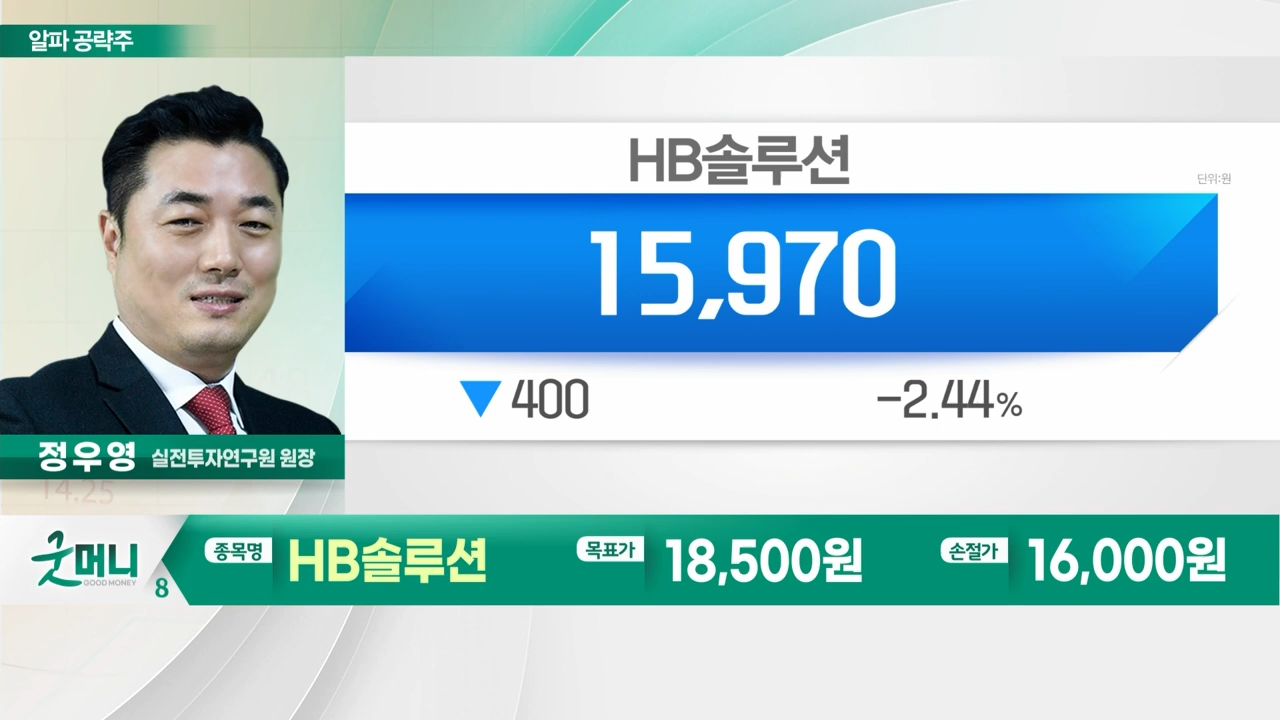 알파 공략주
HB솔루션
단위:원
15,970
▼400 -2.44%
정우영 실전투자연구원 원장
14.25
굿머니 GOOD MONEY 8
종목명 HB솔루션 목표가 18,500원 손절가 16,000원